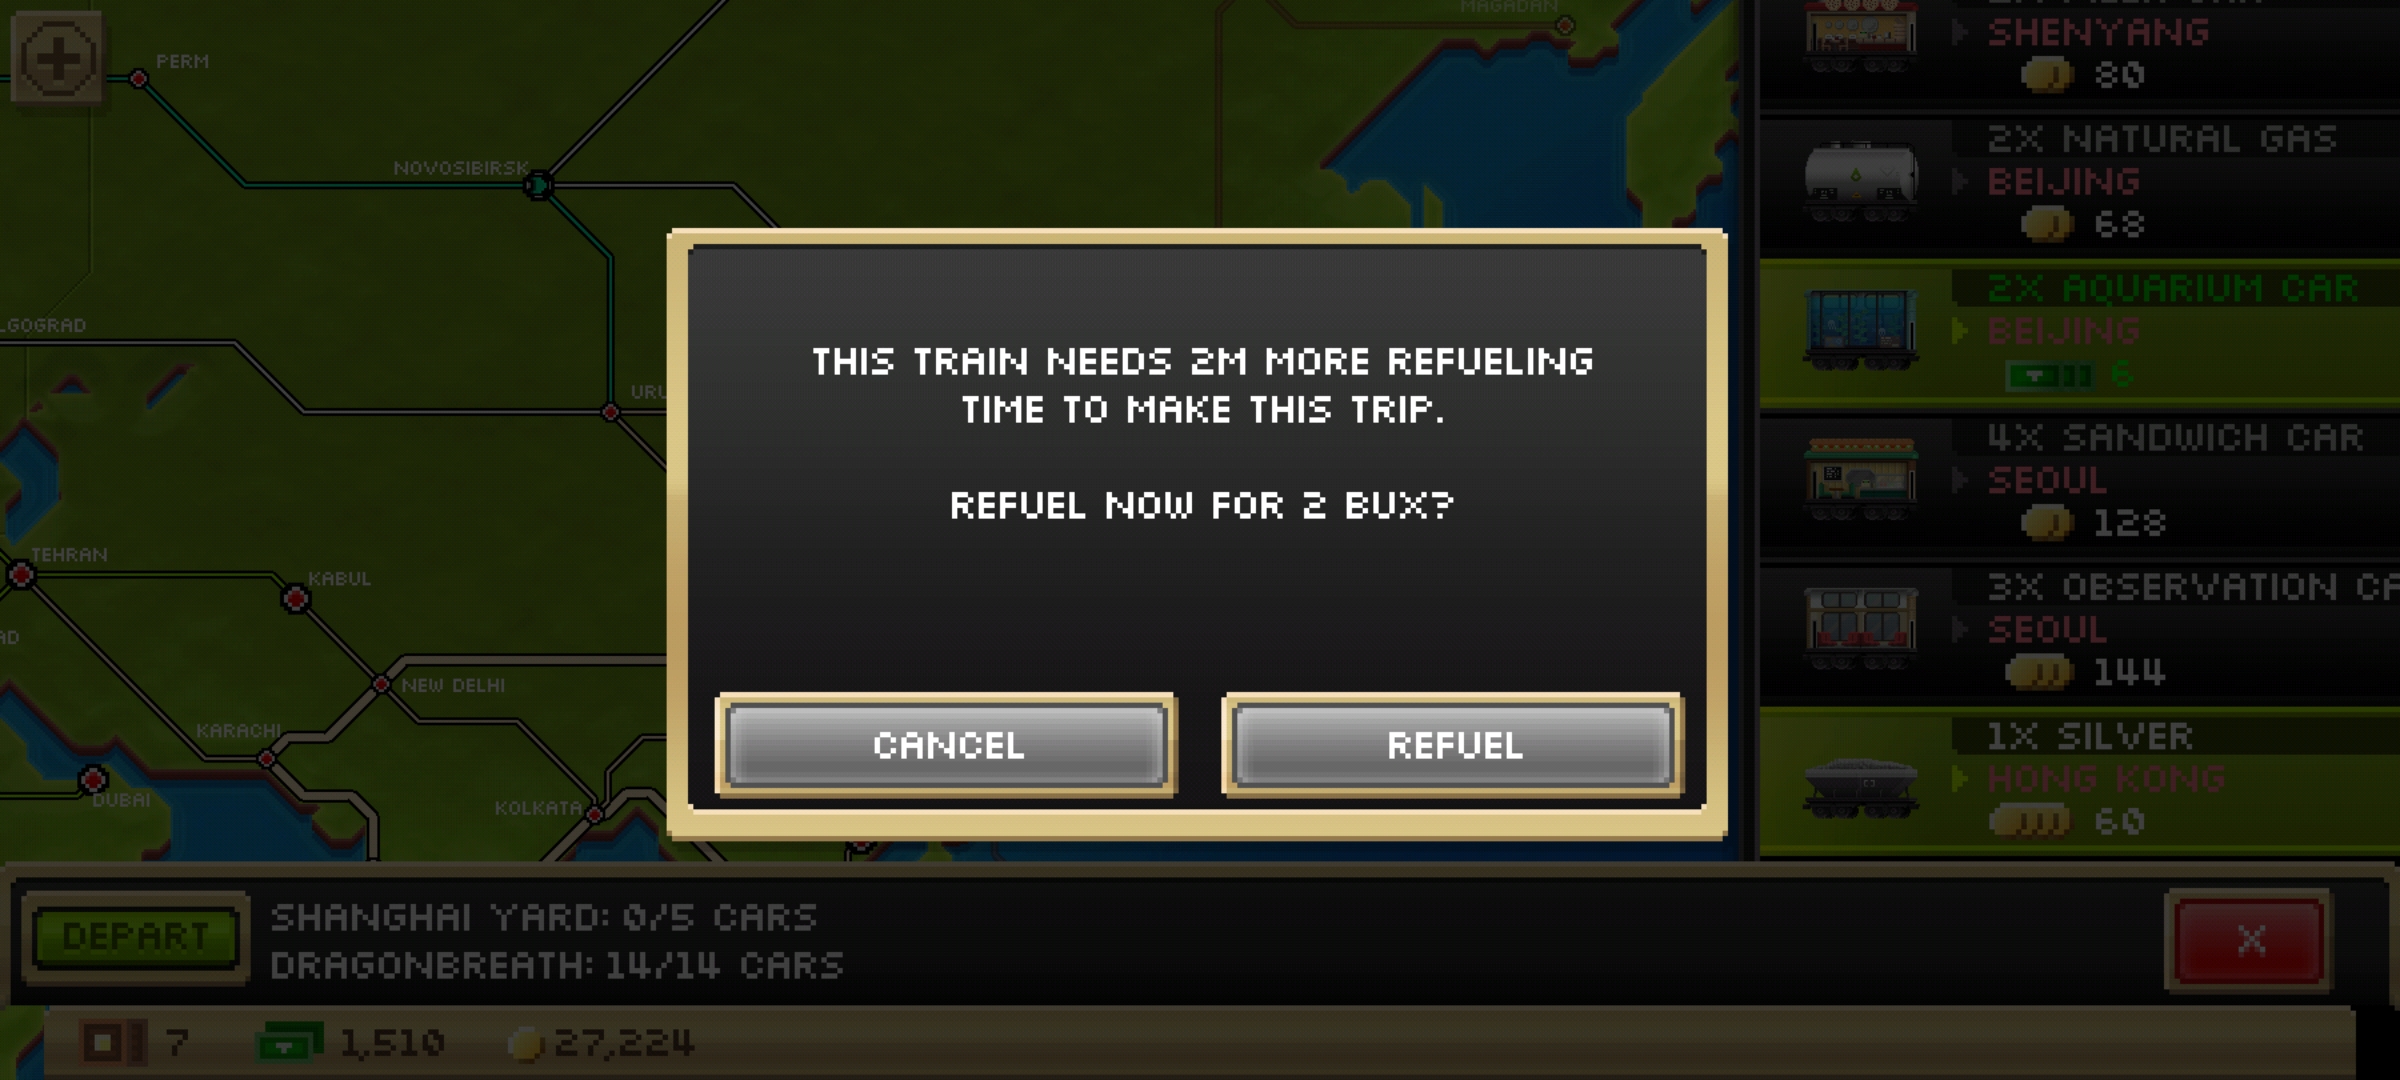 MAGADAN
PERM
NOVOSIBIRSK
LGOGRAD
URU
TEHRAN
KABUL
AD
NEW DELHI
KARACHI
DUBAI
KOLKATA
THIS TRAIN NEEDS 2M MORE REFUELING
TIME TO MAKE THIS TRIP.
REFUEL NOW FOR 2 BUX?
CANCEL
REFUEL
SHENYANG
80
2X NATURAL GAS
BEIJING
68
2X AQUARIUM CAR
BEIJING
6
4X SANDWICH CAR
SEOUL
128
3X OBSERVATION CA
SEOUL
144
1X SILVER
HONG KONG
60
DEPART
SHANGHAI YARD: 0/5 CARS
DRAGONBREATH: 14/14 CARS
X
7
1,510
27,224